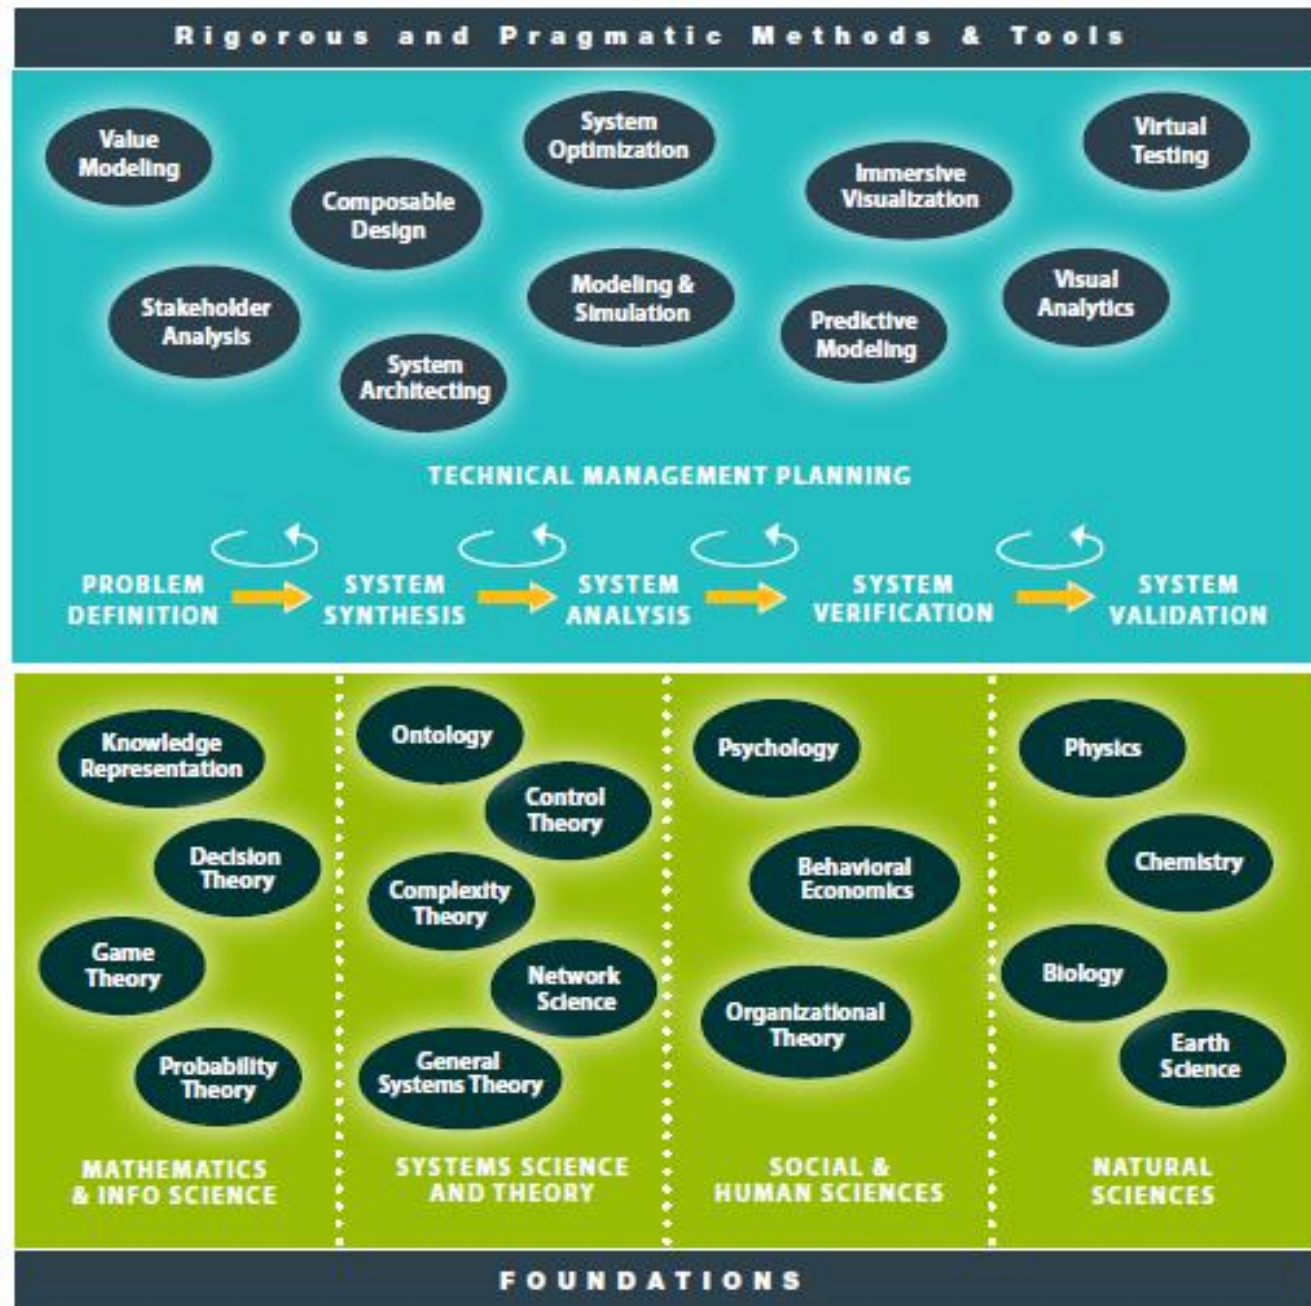 Rigorous and Pragmatic Methods & Tools
Value
Modeling
Stakeholder
Analysis
Composable
Design
System
Architecting
System
Optimization
Modeling &
Simulation
Immersive
Visualization
Predictive
Modeling
Virtual
Testing
Visual
Analytics
TECHNICAL MANAGEMENT PLANNING
PROBLEM
DEFINITION
SYSTEM
SYNTHESIS
SYSTEM
ANALYSIS
SYSTEM
VERIFICATION
SYSTEM
VALIDATION
Knowledge
Representation
Decision
Theory
Game
Theory
Probability
Theory
MATHEMATICS
& INFO SCIENCE
Ontology
Control
Theory
Complexity
Theory
Network
Science
General
Systems Theory
SYSTEMS SCIENCE
AND THEORY
Psychology
Behavioral
Economics
Organizational
Theory
SOCIAL &
HUMAN SCIENCES
Physics
Chemistry
Biology
Earth
Science
NATURAL
SCIENCES
FOUNDATIONS